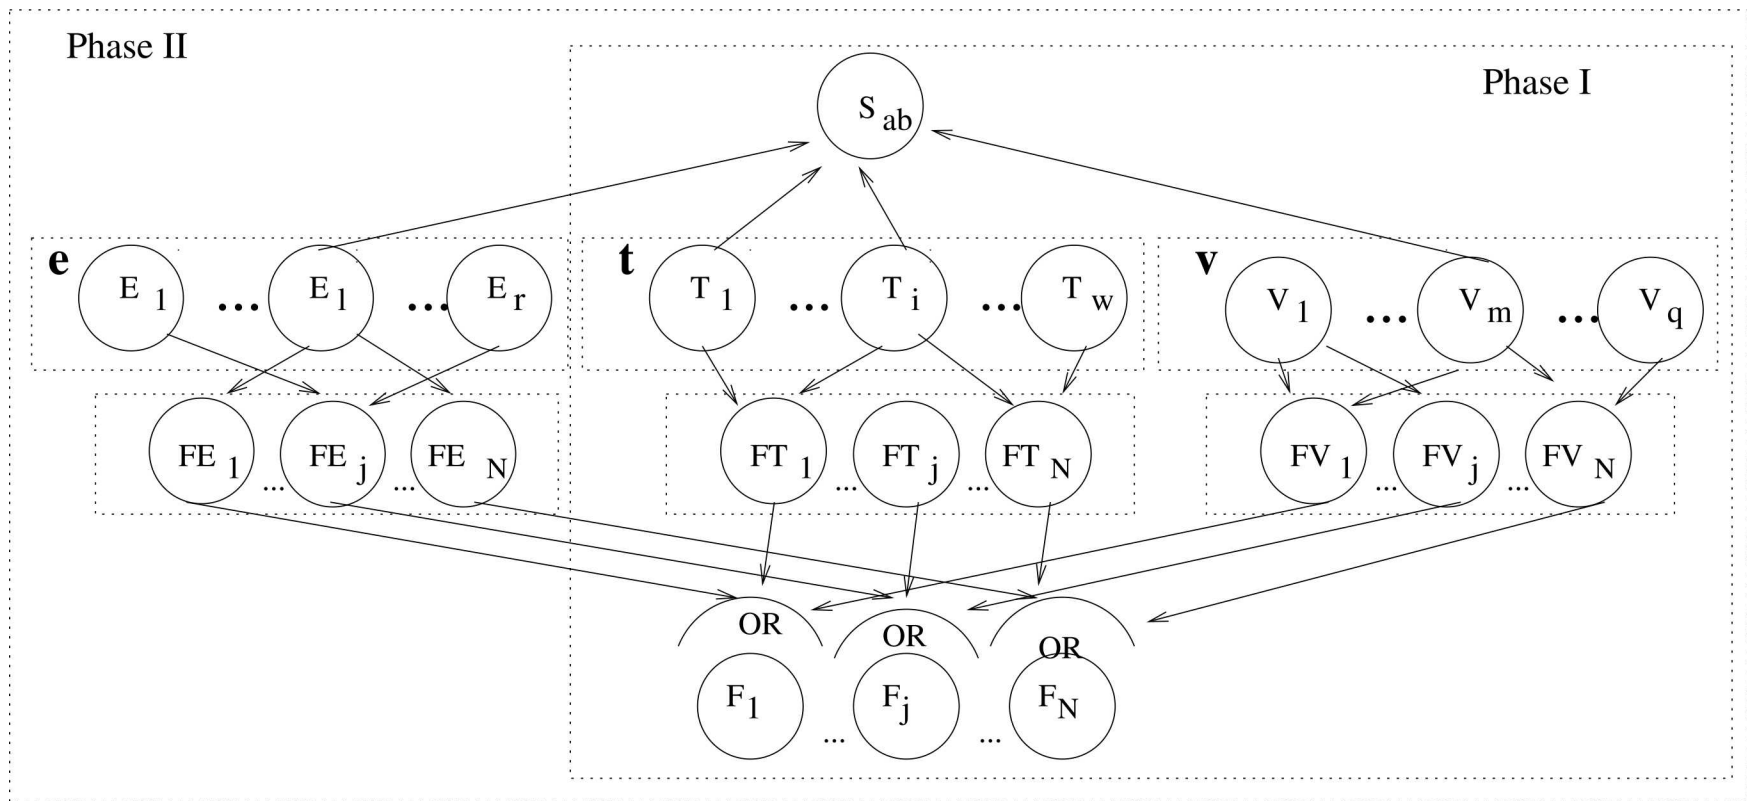 Phase II
Phase I
S ab
e E 1 ... E l ... E r
t T 1 ... T i ... T w
v V 1 ... V m ... V q
FE 1 ... FE j ... FE N
FT 1 ... FT j ... FT N
FV 1 ... FV j ... FV N
OR OR OR
F 1 ... F j ... F N